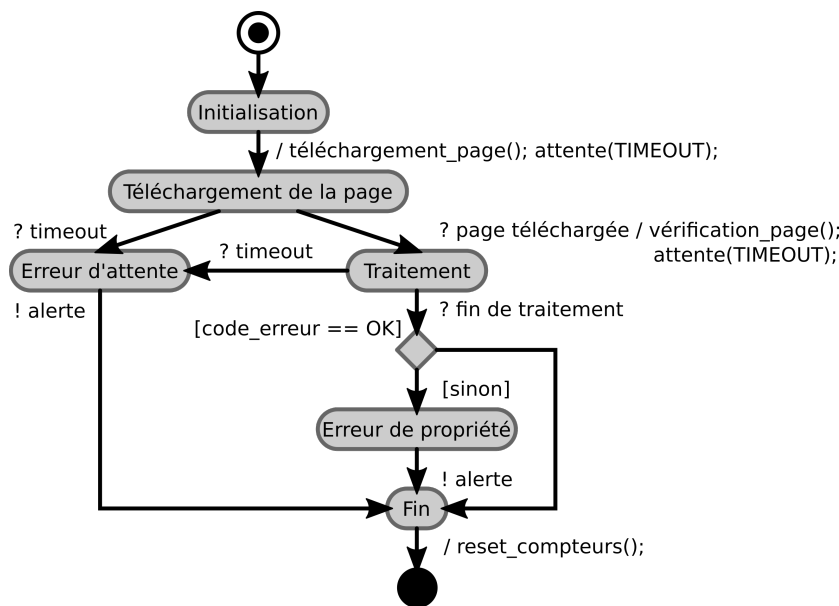 Initialisation
/ téléchargement_page(); attente(TIMEOUT);
Téléchargement de la page
? timeout
? page téléchargée / vérification_page();
attente(TIMEOUT);
? timeout
Erreur d'attente
Traitement
! alerte
? fin de traitement
[code_erreur == OK]
[sinon]
Erreur de propriété
! alerte
Fin
/ reset_compteurs();